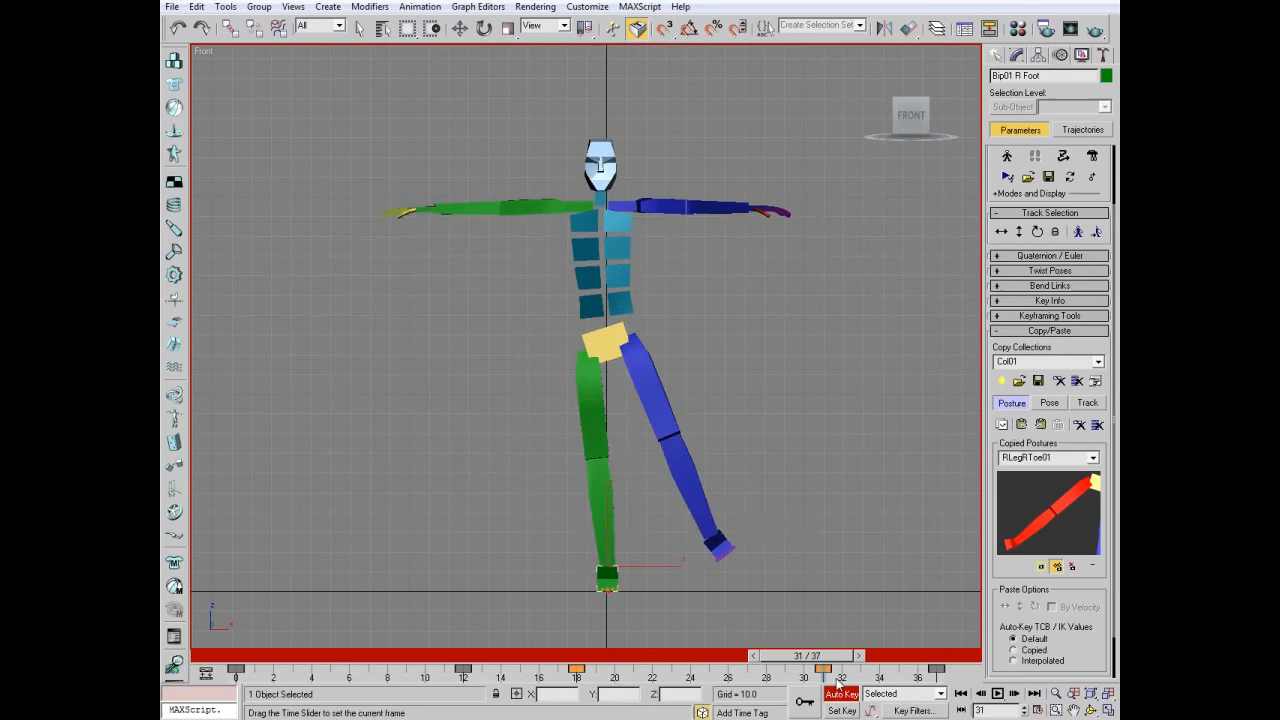 File Edit Tools Group Views Create Modifiers Animation Graph Editors Rendering Customize MAXScript Help
All View Create Selection Set
Front
FRONT
Bip01 R Foot
Selection Level:
Sub-Object
Parameters Trajectories
+Modes and Display
- Track Selection
+ Quaternion / Euler
+ Twist Poses
+ Bend Links
+ Key Info
+ Keyframing Tools
- Copy/Paste
Copy Collections
Col01
Posture Pose Track
Copied Postures
RLegRToe01
Paste Options
By Velocity
Auto-Key TCB / IK Values
Default
Copied
Interpolated
z
x
x
< 31 / 37 >
0 2 4 6 8 10 12 14 16 18 20 22 24 26 28 30 32 34 36
1 Object Selected X: Y: Z: Grid = 10.0 Auto Key Selected
MAXScript. Drag the Time Slider to set the current frame Add Time Tag Set Key Key Filters... 31